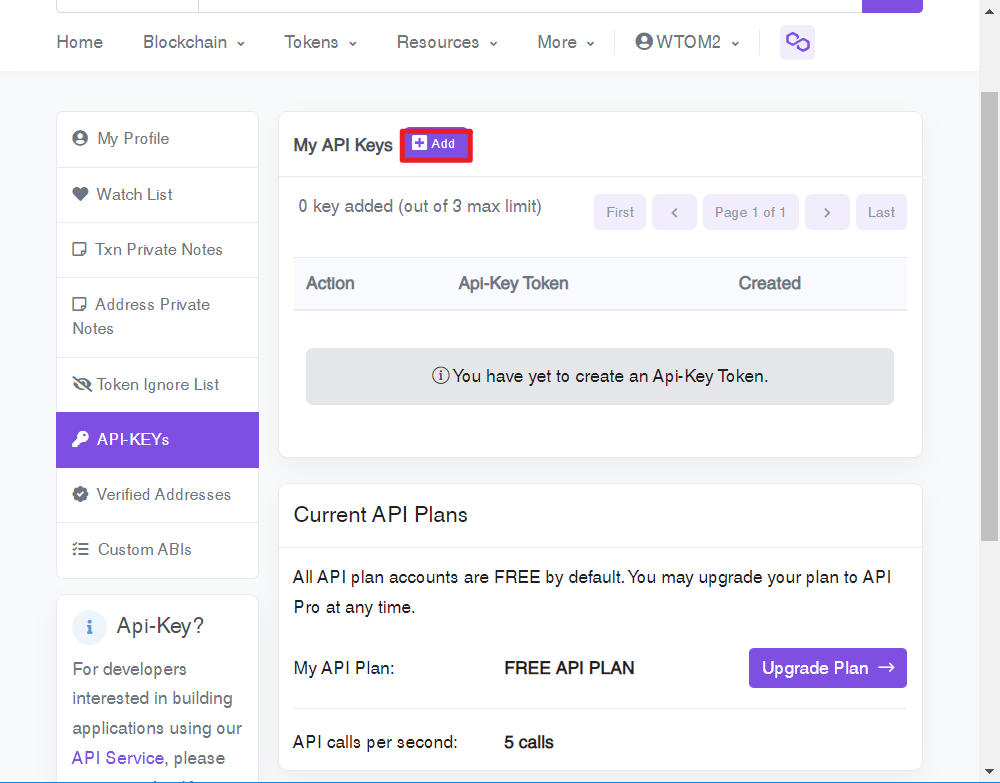 Home Blockchain Tokens Resources More WTOM2
My Profile
Watch List
Txn Private Notes
Address Private
Notes
Token Ignore List
API-KEYs
Verified Addresses
Custom ABIs
Api-Key?
For developers
interested in building
applications using our
API Service, please
My API Keys Add
0 key added (out of 3 max limit) First Page 1 of 1 Last
Action Api-Key Token Created
You have yet to create an Api-Key Token.
Current API Plans
All API plan accounts are FREE by default. You may upgrade your plan to API
Pro at any time.
My API Plan: FREE API PLAN Upgrade Plan
API calls per second: 5 calls